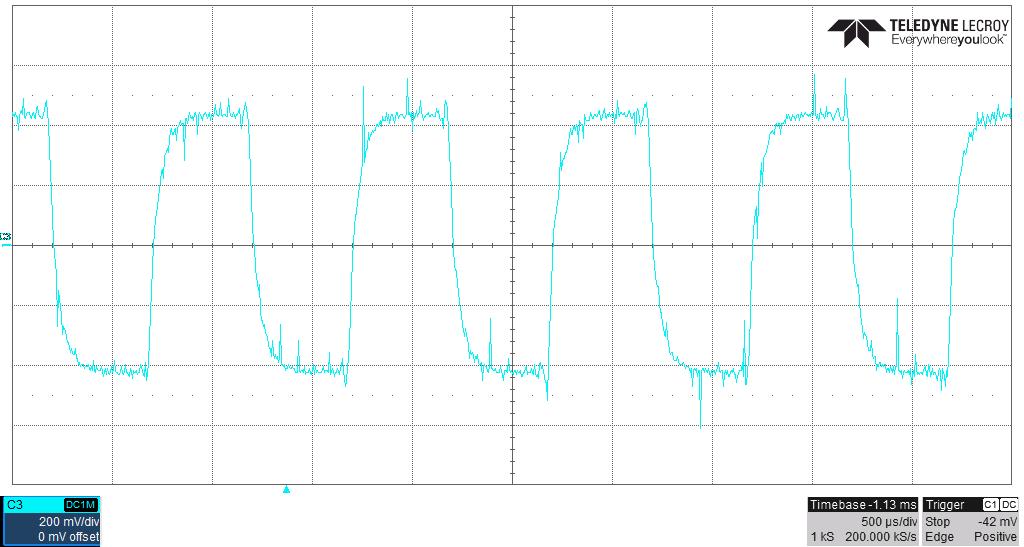 TELEDYNE LECROY
Everywhereyoulook™
C3
C3 DC1M
200 mV/div
0 mV offset
Timebase -1.13 ms
500 µs/div
1 kS 200.000 kS/s
Trigger C1 DC
Stop -42 mV
Edge Positive